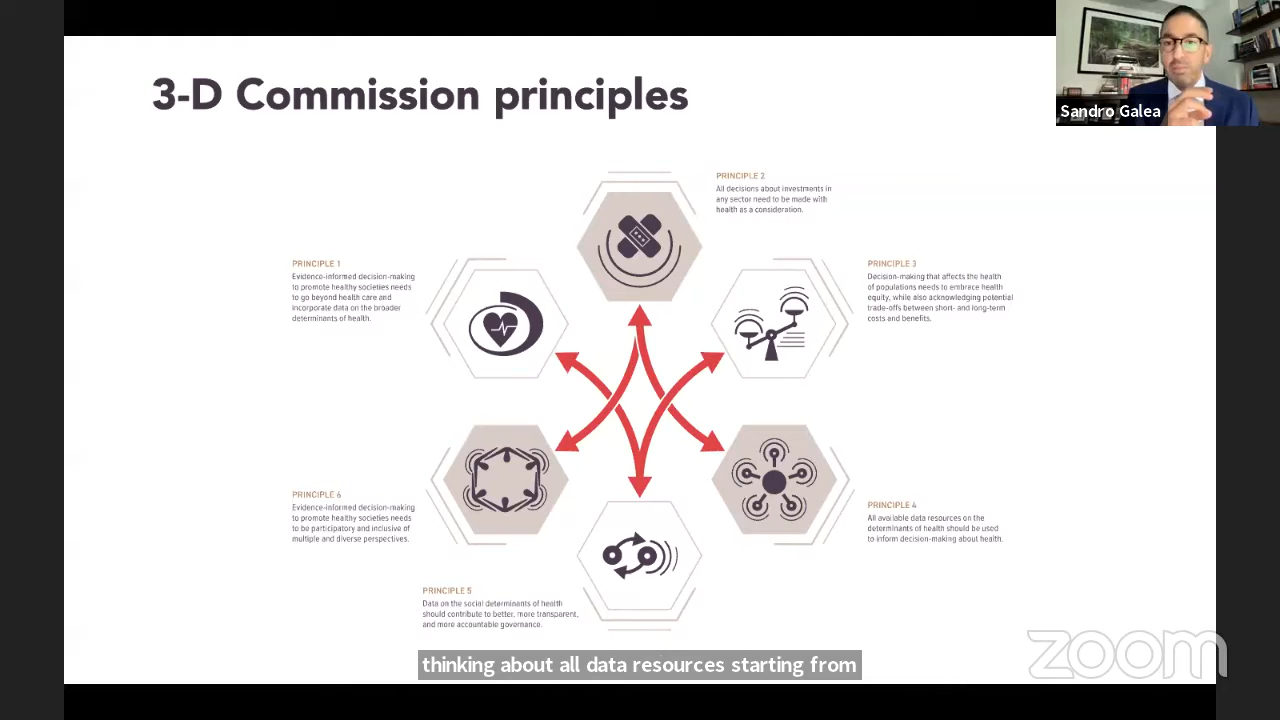 3-D Commission principles
Sandro Galea
PRINCIPLE 2
All decisions about investments in
any sector need to be made with
health as a consideration.
PRINCIPLE 1
Evidence-informed decision-making
to promote healthy societies needs
to go beyond health care and
incorporate data on the broader
determinants of health.
PRINCIPLE 3
Decision-making that affects the health
of populations needs to embrace health
equity, while also acknowledging potential
trade-offs between short- and long-term
costs and benefits.
PRINCIPLE 6
Evidence-informed decision-making
to promote healthy societies needs
to be participatory and inclusive of
multiple and diverse perspectives.
PRINCIPLE 4
All available data resources on the
determinants of health should be used
to inform decision-making about health.
PRINCIPLE 5
Data on the social determinants of health
should contribute to better, more transparent,
and more accountable governance.
thinking about all data resources starting from
zoom